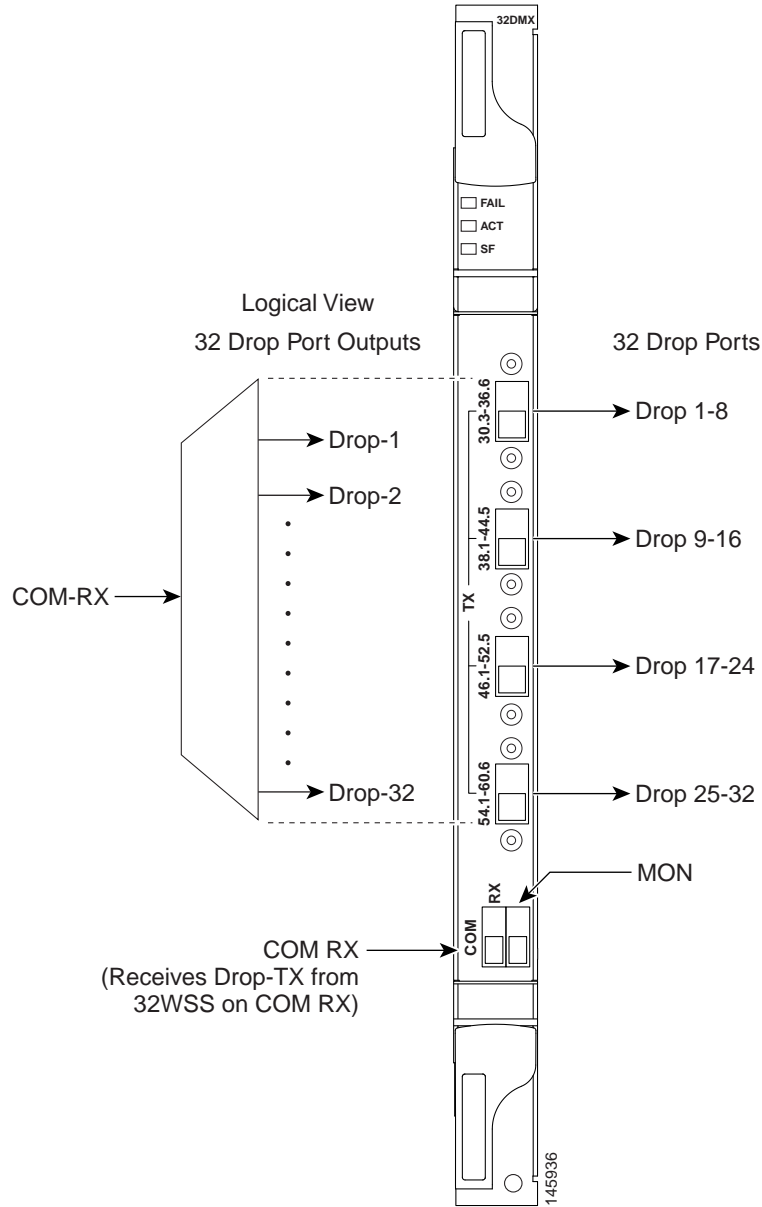 32DMX
FAIL
ACT
SF
Logical View
32 Drop Port Outputs
32 Drop Ports
30.3-36.6
Drop 1-8
Drop-1
Drop-2
38.1-44.5
Drop 9-16
COM-RX
TX
46.1-52.5
Drop 17-24
Drop-32
54.1-60.6
Drop 25-32
MON
RX
COM
COM RX
(Receives Drop-TX from
32WSS on COM RX)
145936